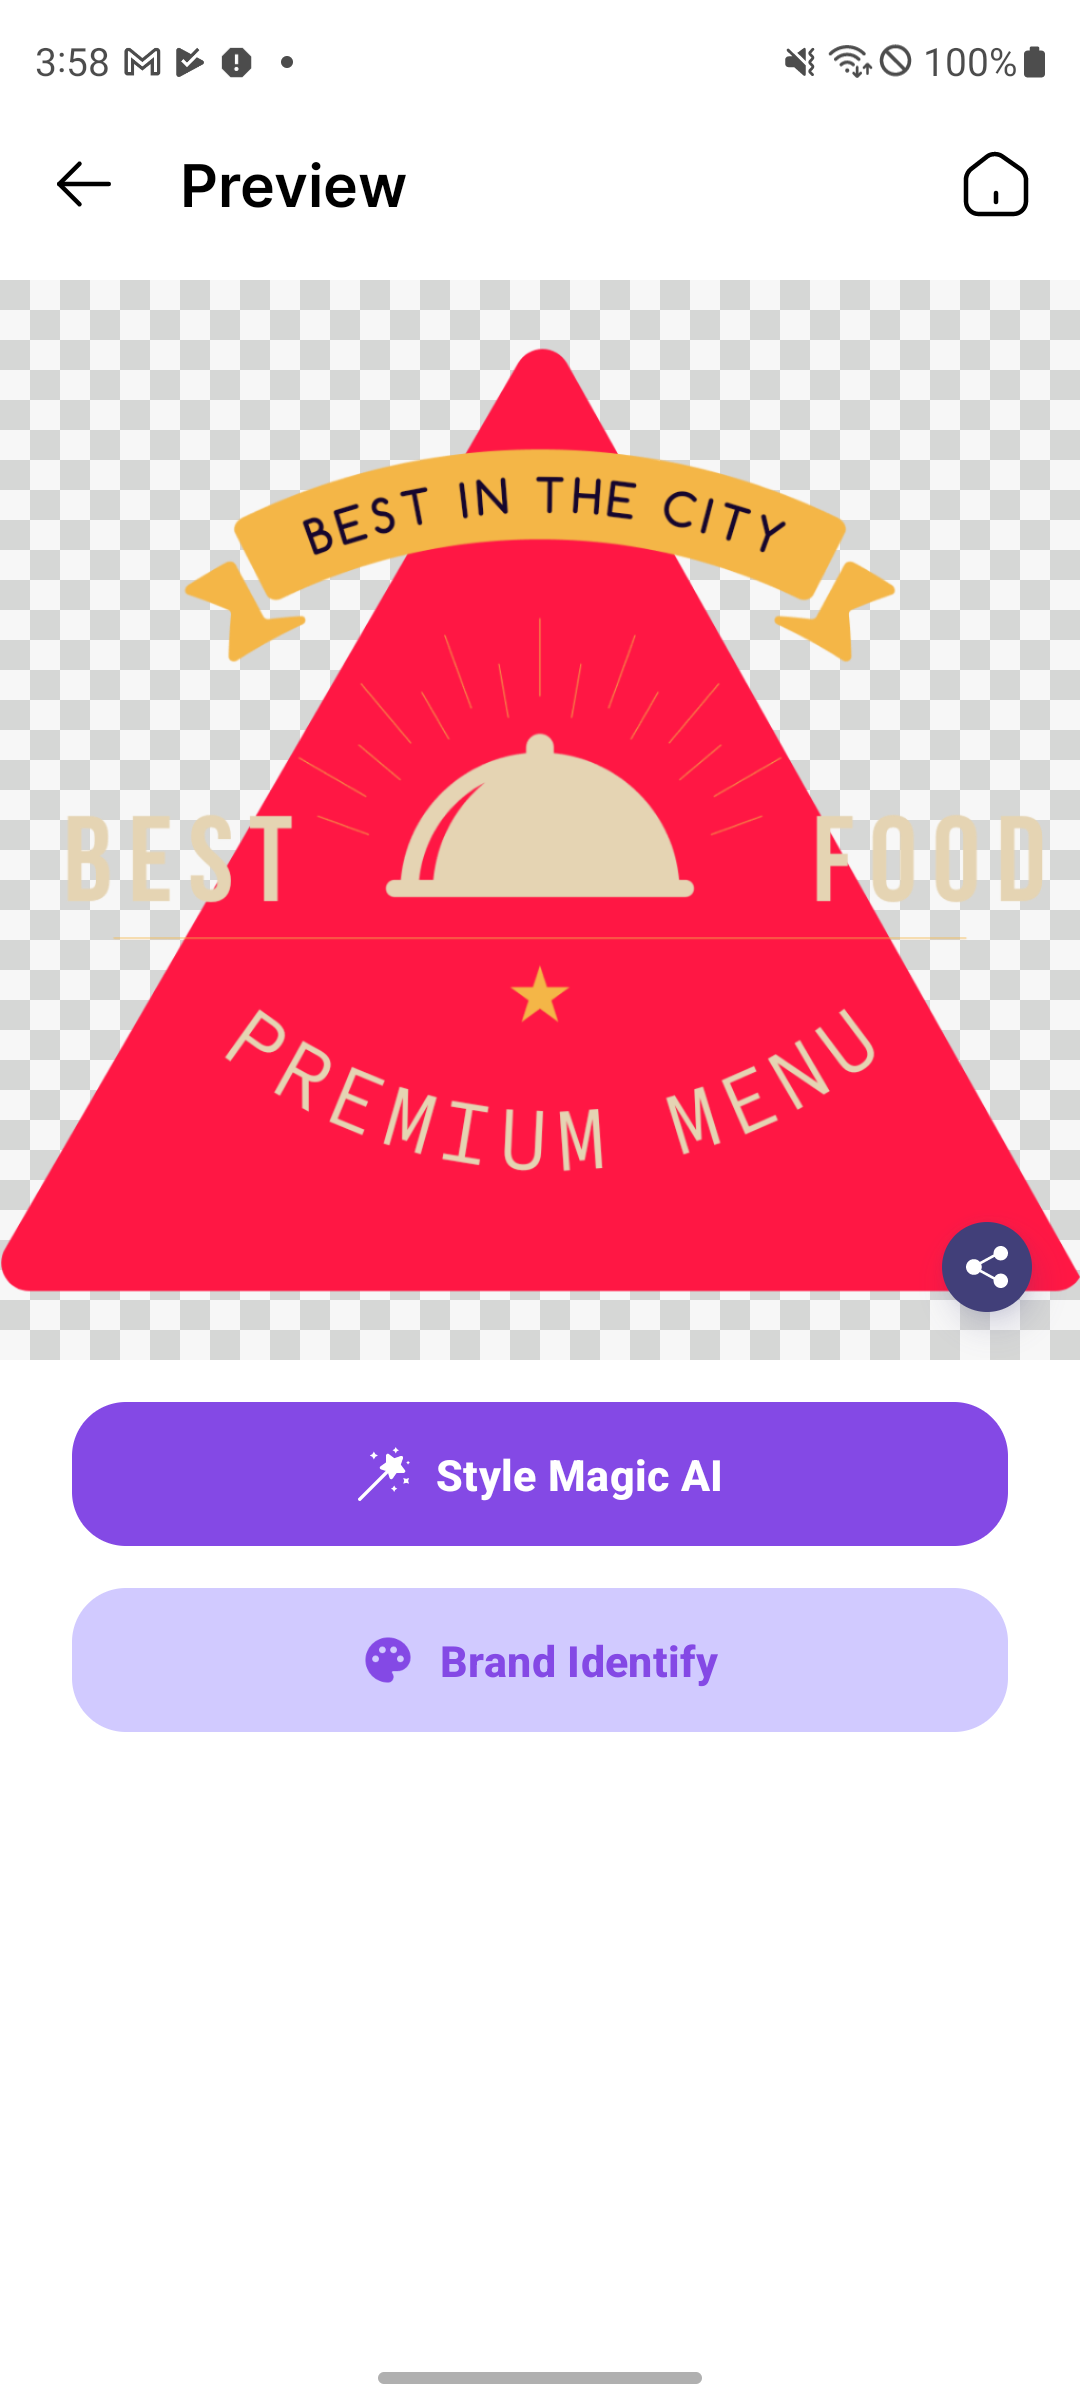 3:58
100%
Preview
BEST IN THE CITY
BEST FOOD
PREMIUM MENU
Style Magic AI
Brand Identify